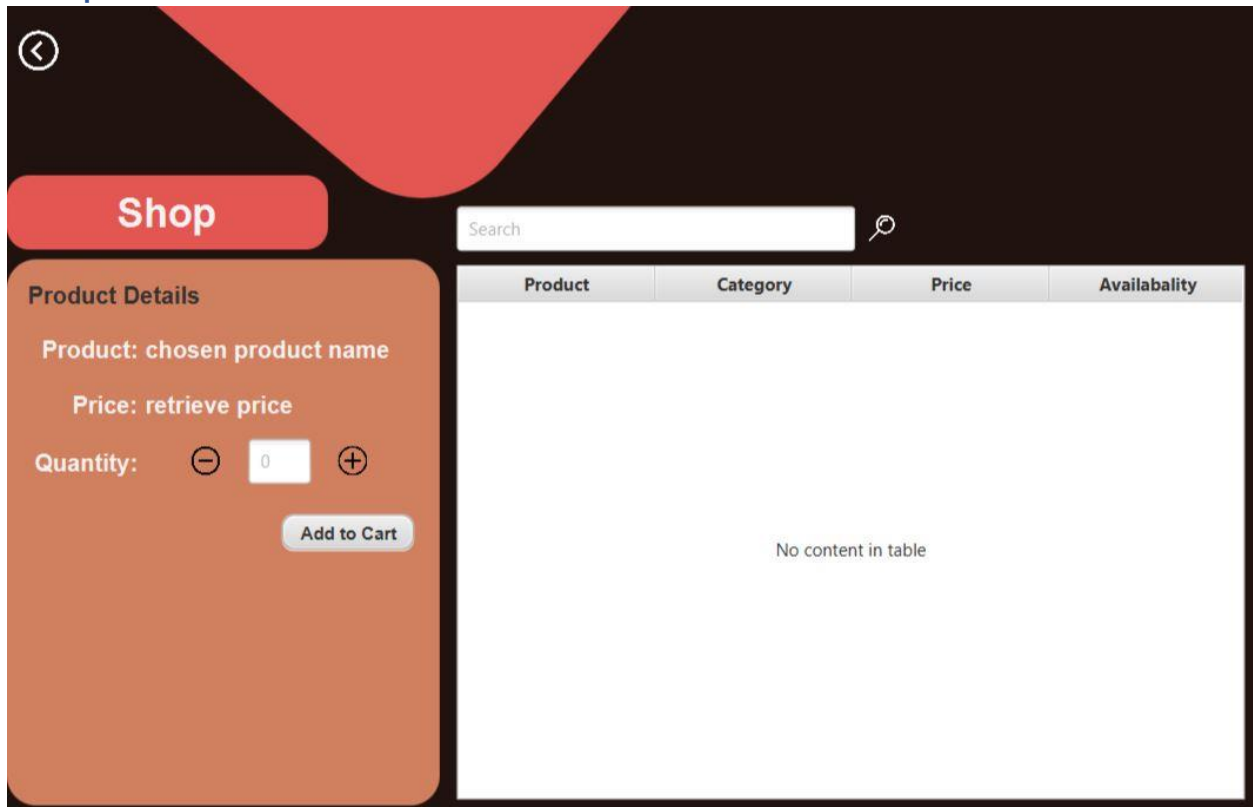 Shop
Search
Product Category Price Availabality
Product Details
Product: chosen product name
Price: retrieve price
Quantity: 0
Add to Cart
No content in table